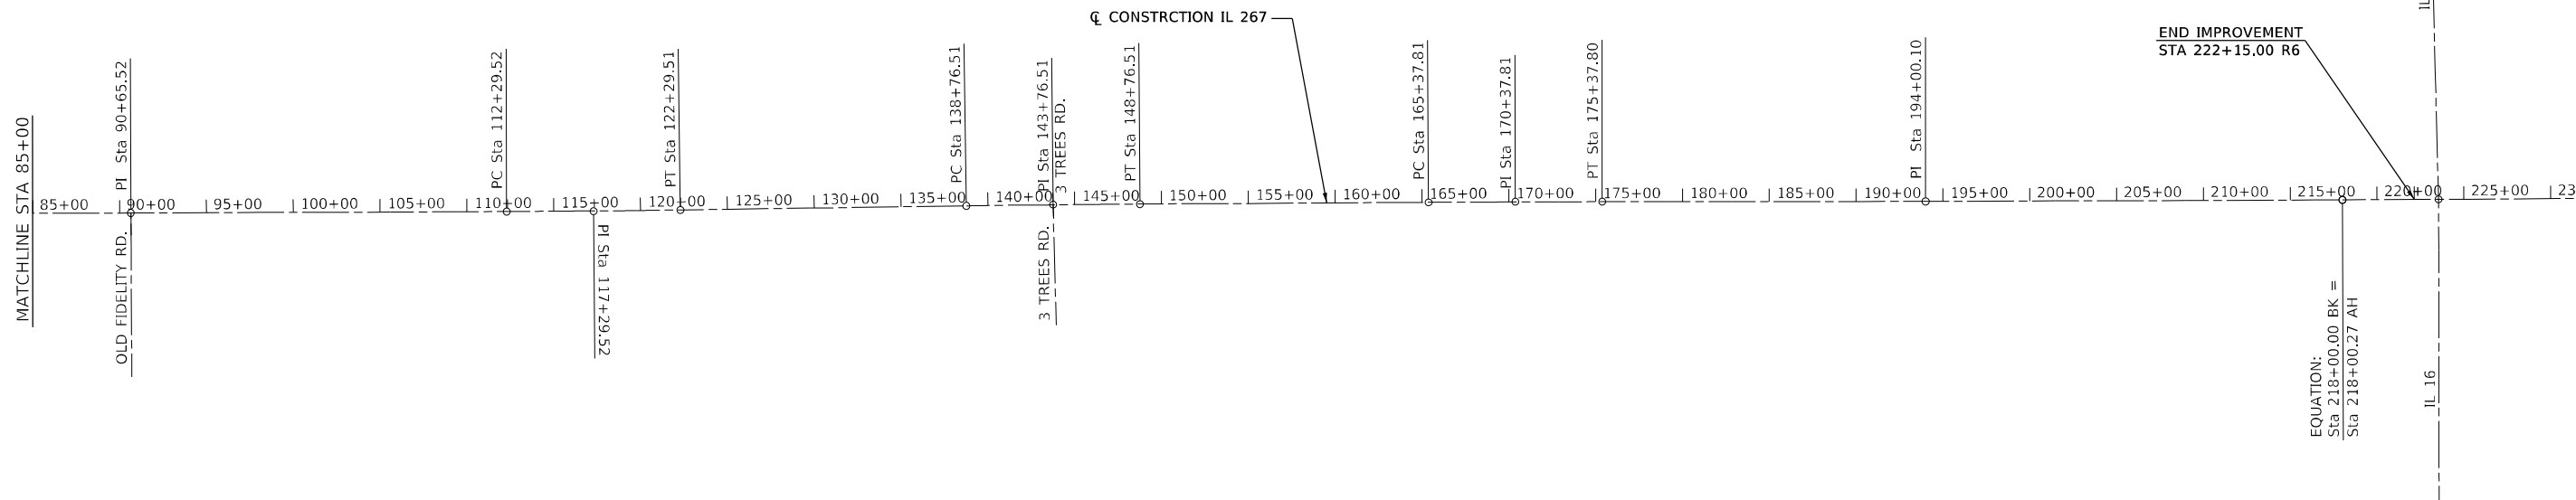 ℄ CONSTRCTION IL 267
END IMPROVEMENT
STA 222+15.00 R6
IL
MATCHLINE STA 85+00
PI Sta 90+65.52
PC Sta 112+29.52
PT Sta 122+29.51
PC Sta 138+76.51
PI Sta 143+76.51
3 TREES RD.
PT Sta 148+76.51
PC Sta 165+37.81
PI Sta 170+37.81
PT Sta 175+37.80
PI Sta 194+00.10
85+00 90+00 95+00 100+00 105+00 110+00 115+00 120+00 125+00 130+00 135+00 140+00 145+00 150+00 155+00 160+00 165+00 170+00 175+00 180+00 185+00 190+00 195+00 200+00 205+00 210+00 215+00 220+00 225+00 23
OLD FIDELITY RD.
PI Sta 117+29.52
3 TREES RD.
EQUATION:
Sta 218+00.00 BK =
Sta 218+00.27 AH
IL 16